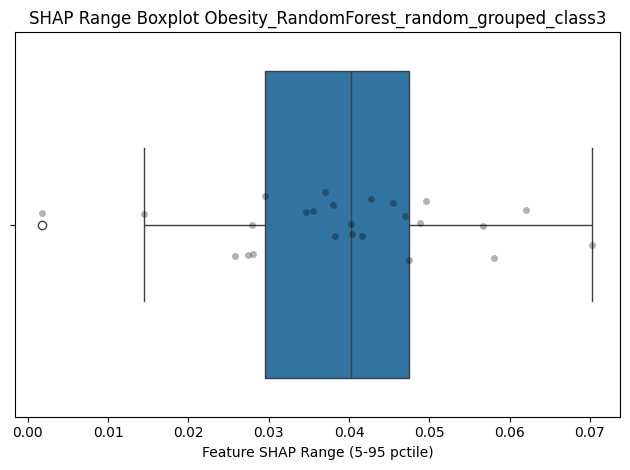 SHAP Range Boxplot Obesity_RandomForest_random_grouped_class3
0.00 0.01 0.02 0.03 0.04 0.05 0.06 0.07
Feature SHAP Range (5-95 pctile)